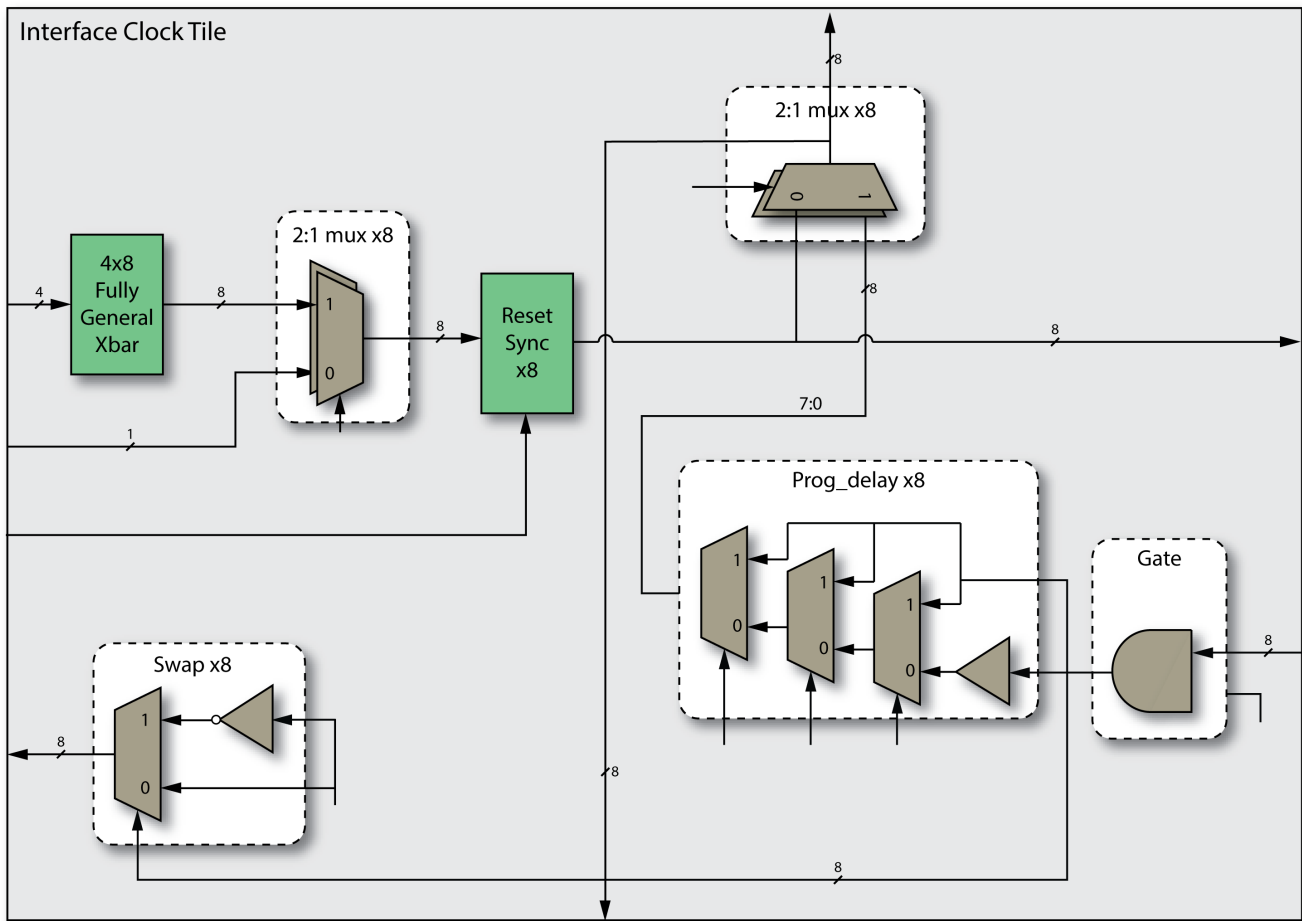 Interface Clock Tile
8
2:1 mux x8
0 1
2:1 mux x8
4x8
Fully
General
Xbar
4
8
1
0
8
1
Reset
Sync
x8
8
8
7:0
Prog_delay x8
1
0
1
0
1
0
Gate
8
Swap x8
1
0
8
8
8